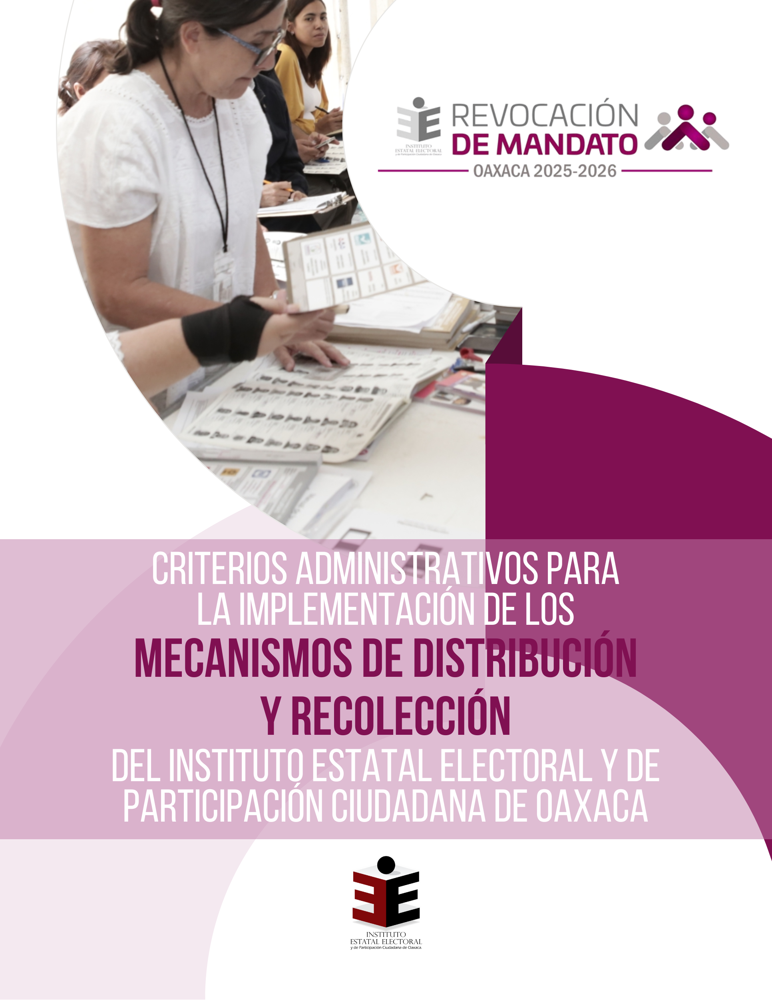 INSTITUTO
ESTATAL ELECTORAL
y de Participación Ciudadana de Oaxaca
REVOCACIÓN
DE MANDATO
OAXACA 2025-2026
CRITERIOS ADMINISTRATIVOS PARA
LA IMPLEMENTACIÓN DE LOS
MECANISMOS DE DISTRIBUCIÓN
Y RECOLECCIÓN
DEL INSTITUTO ESTATAL ELECTORAL Y DE
PARTICIPACIÓN CIUDADANA DE OAXACA
INSTITUTO
ESTATAL ELECTORAL
y de Participación Ciudadana de Oaxaca.